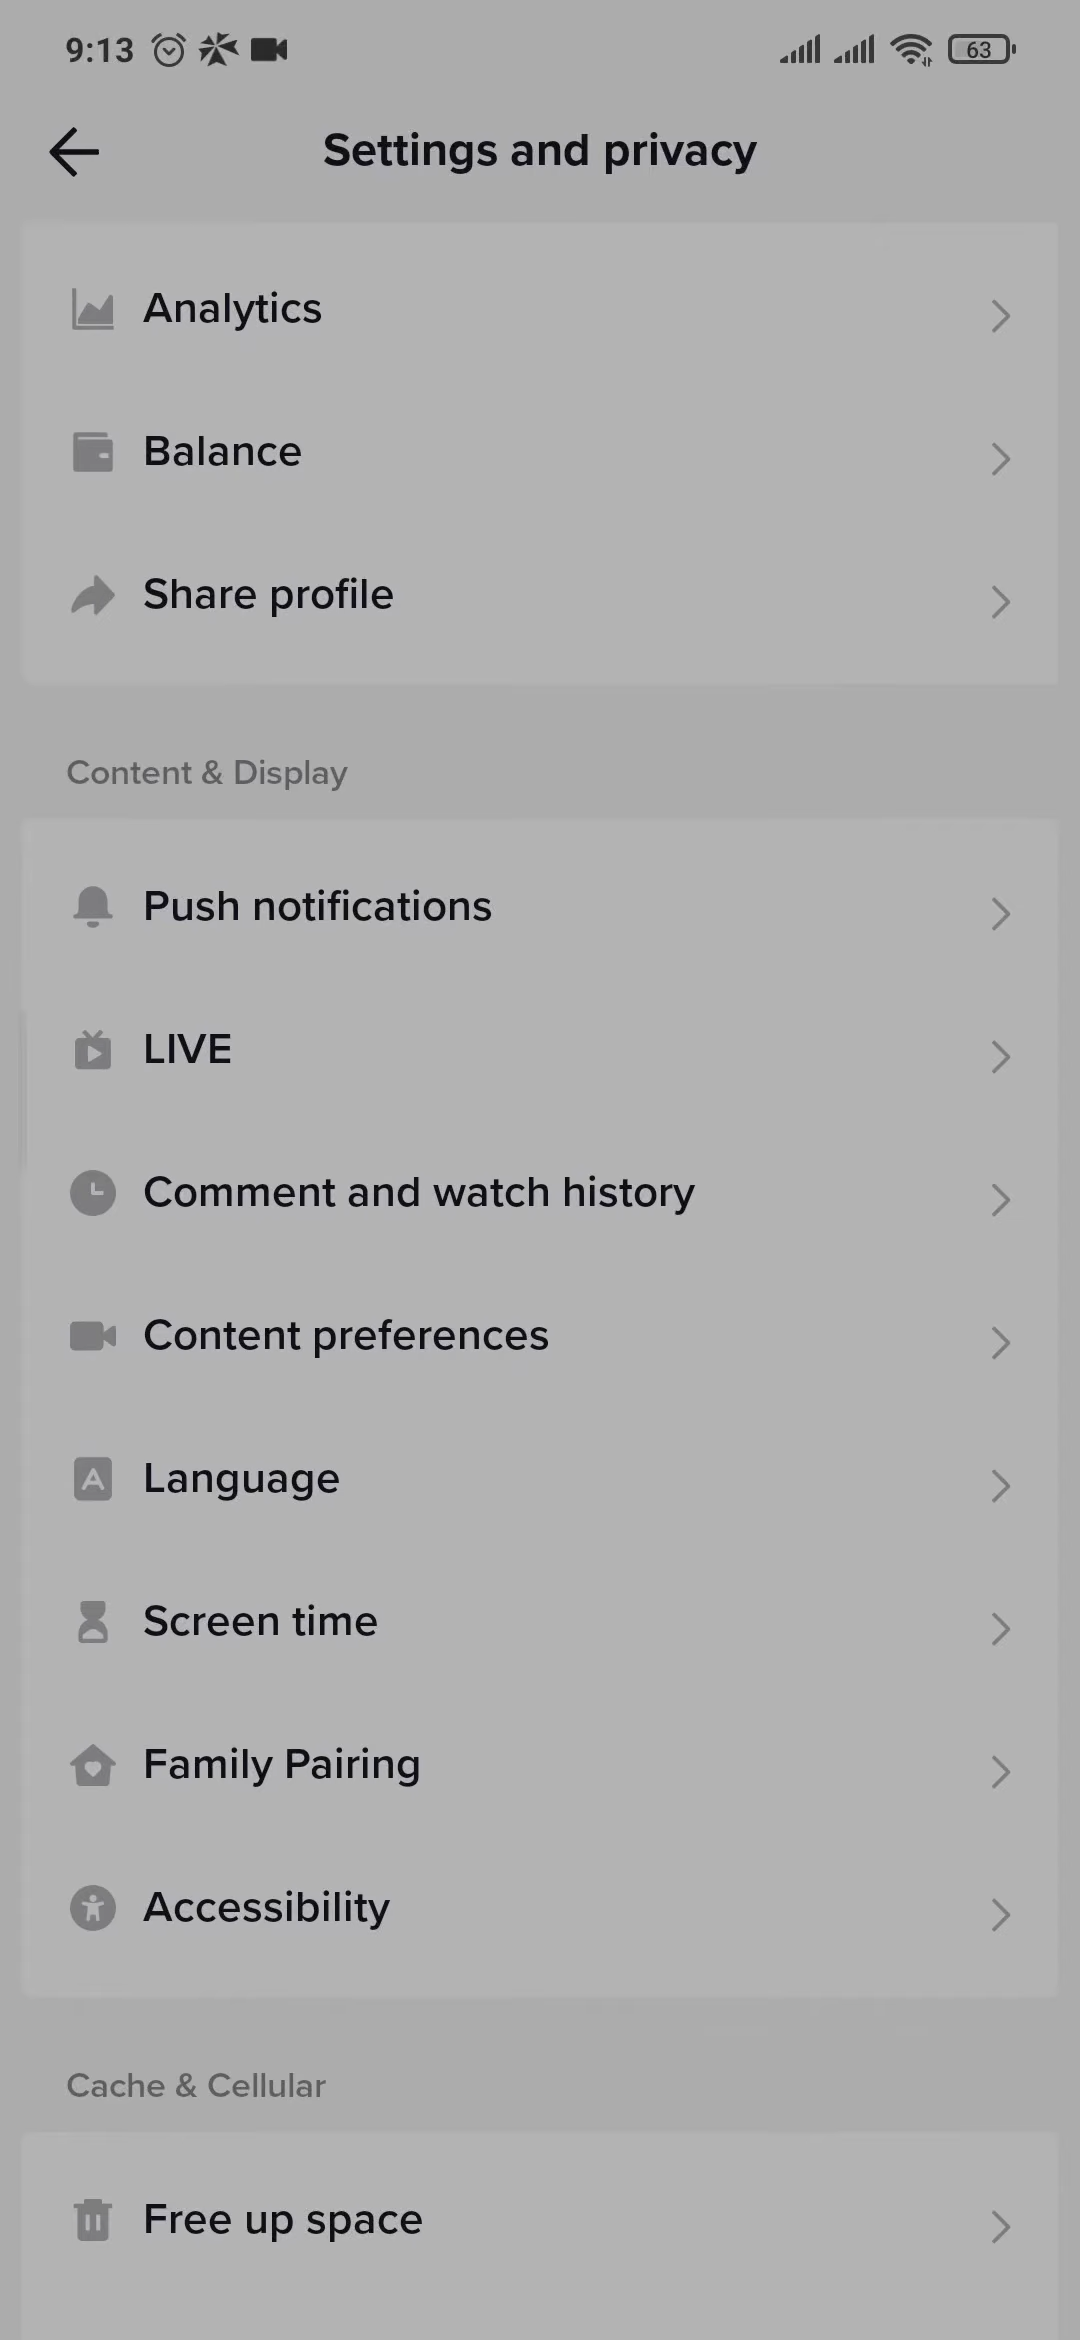 9:13
63
Settings and privacy
Analytics
Balance
Share profile
Content & Display
Push notifications
LIVE
Comment and watch history
Content preferences
A Language
Screen time
Family Pairing
Accessibility
Cache & Cellular
Free up space